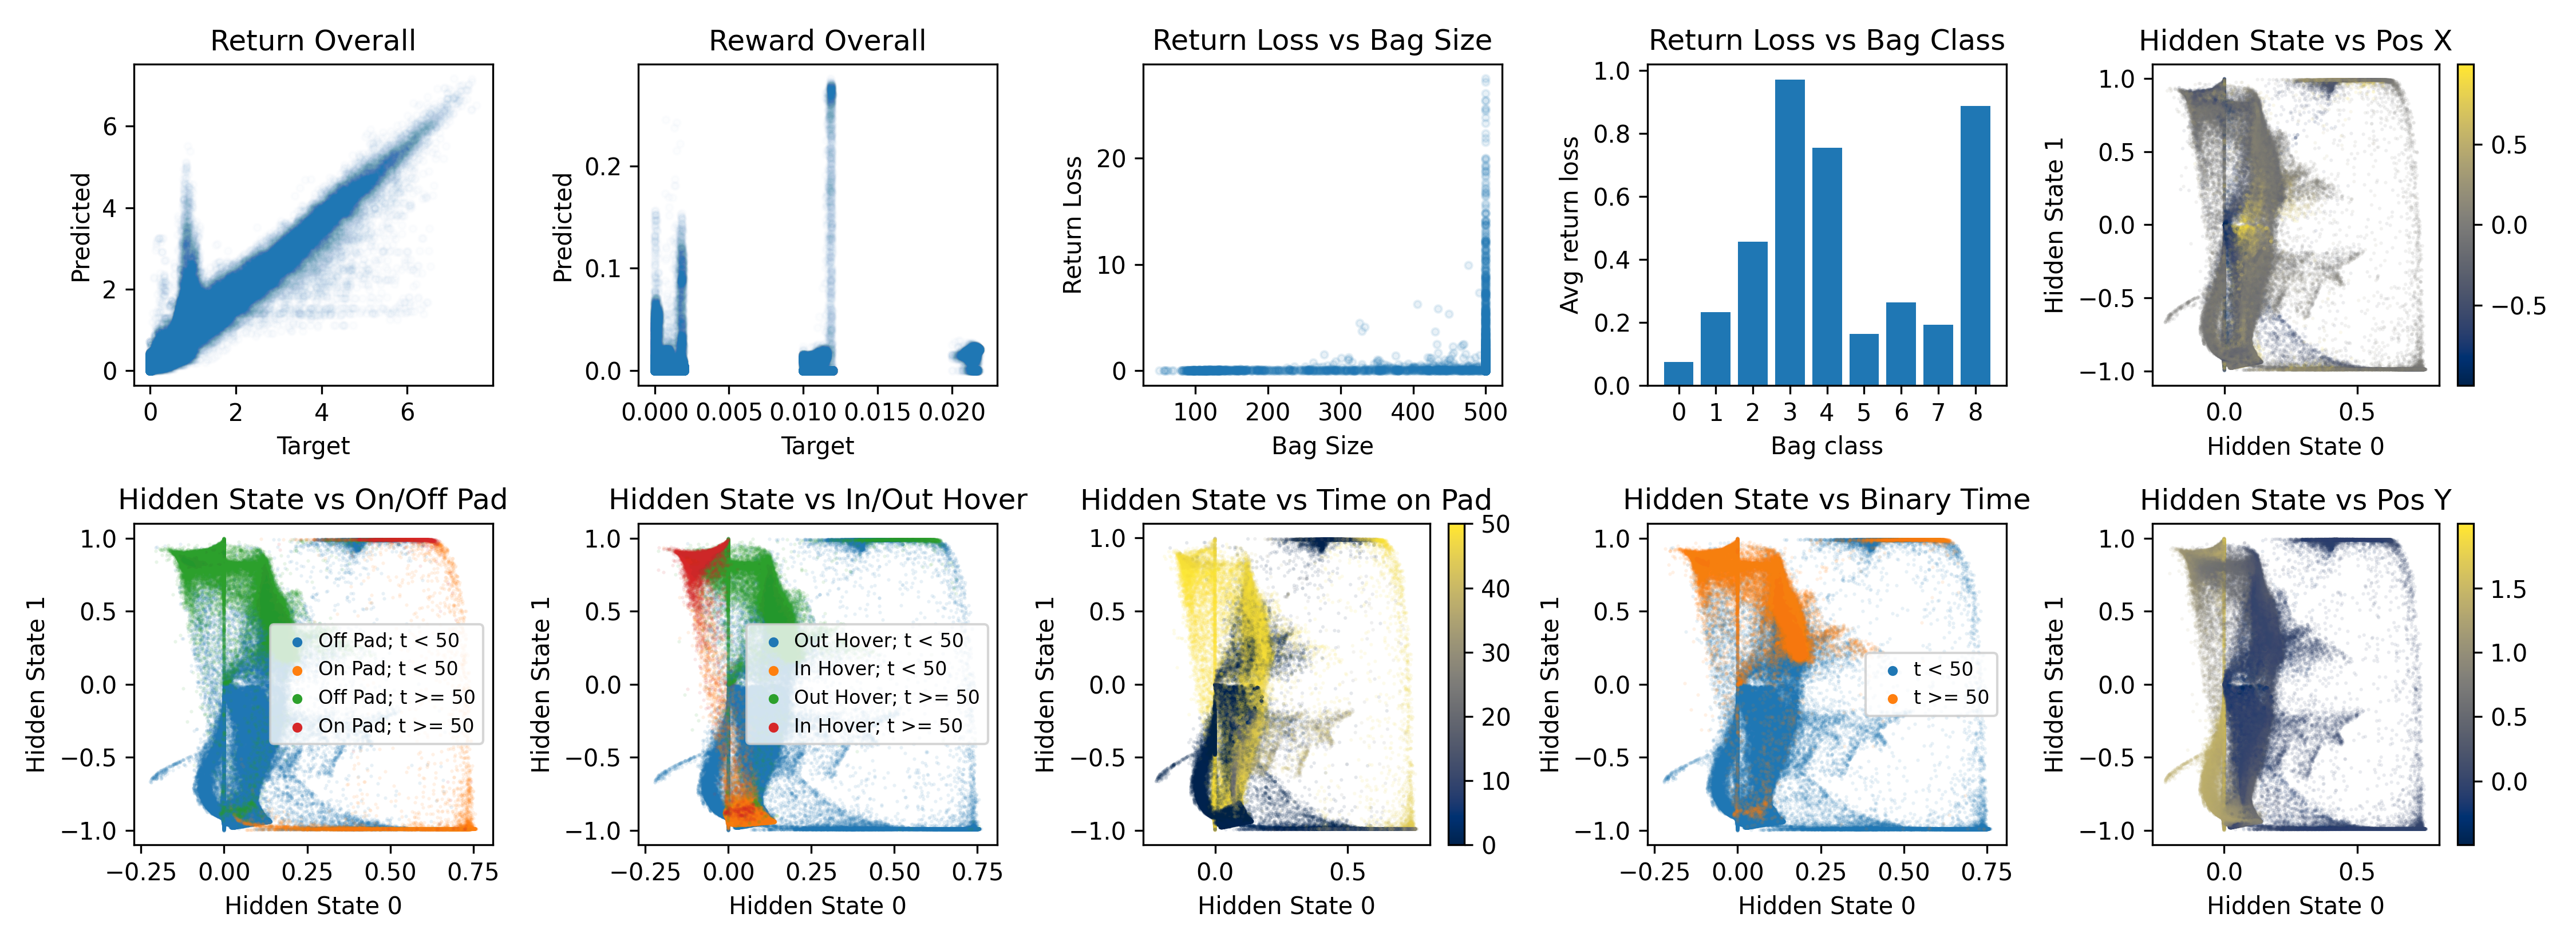 Return Overall
Predicted
6
4
2
0
0 2 4 6
Target
Reward Overall
Predicted
0.2
0.1
0.0
0.000 0.005 0.010 0.015 0.020
Target
Return Loss vs Bag Size
Return Loss
20
10
0
100 200 300 400 500
Bag Size
Return Loss vs Bag Class
Avg return loss
1.0
0.8
0.6
0.4
0.2
0.0
0 1 2 3 4 5 6 7 8
Bag class
Hidden State vs Pos X
Hidden State 1
1.0
0.5
0.0
−0.5
−1.0
0.0 0.5
Hidden State 0
0.5
0.0
−0.5
Hidden State vs On/Off Pad
Hidden State 1
1.0
0.5
0.0
−0.5
−1.0
−0.25 0.00 0.25 0.50 0.75
Hidden State 0
Off Pad; t < 50
On Pad; t < 50
Off Pad; t >= 50
On Pad; t >= 50
Hidden State vs In/Out Hover
Hidden State 1
1.0
0.5
0.0
−0.5
−1.0
−0.25 0.00 0.25 0.50 0.75
Hidden State 0
Out Hover; t < 50
In Hover; t < 50
Out Hover; t >= 50
In Hover; t >= 50
Hidden State vs Time on Pad
Hidden State 1
1.0
0.5
0.0
−0.5
−1.0
0.0 0.5
Hidden State 0
50
40
30
20
10
0
Hidden State vs Binary Time
Hidden State 1
1.0
0.5
0.0
−0.5
−1.0
−0.25 0.00 0.25 0.50 0.75
Hidden State 0
t < 50
t >= 50
Hidden State vs Pos Y
Hidden State 1
1.0
0.5
0.0
−0.5
−1.0
0.0 0.5
Hidden State 0
1.5
1.0
0.5
0.0